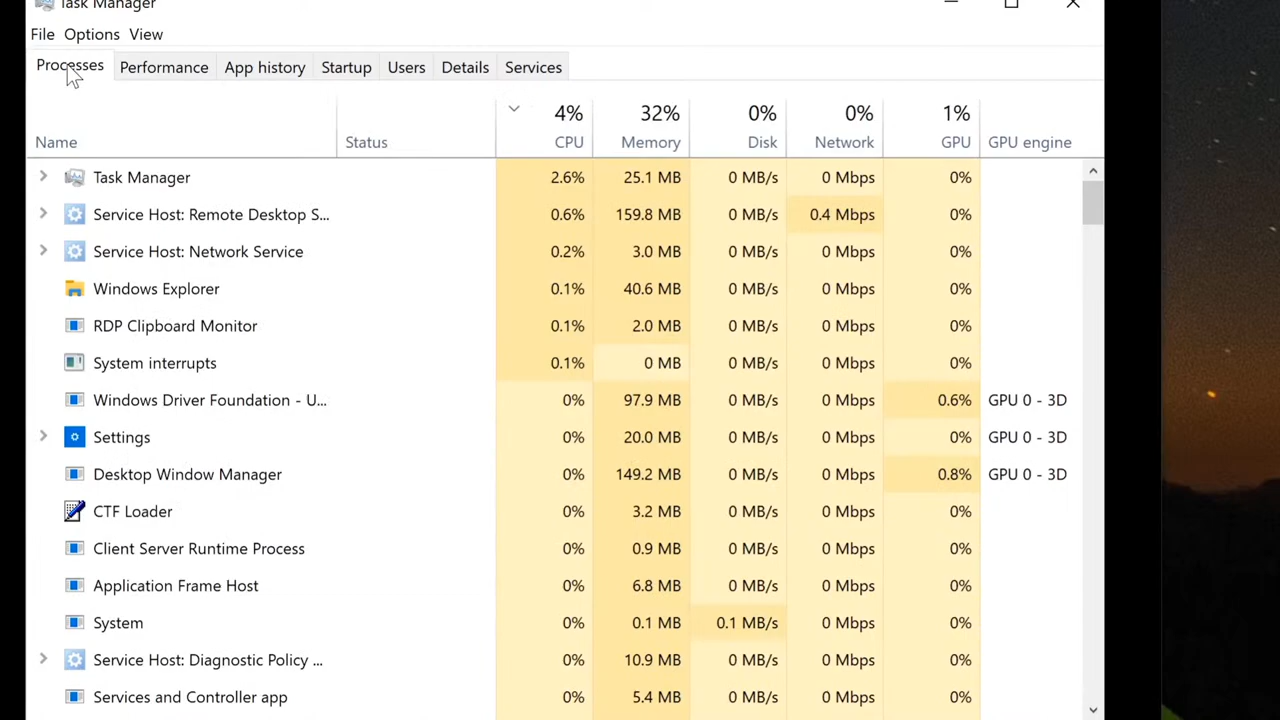 Task Manager
File Options View
Processes Performance App history Startup Users Details Services
4% 32% 0% 0% 1%
Name Status CPU Memory Disk Network GPU GPU engine
Task Manager 2.6% 25.1 MB 0 MB/s 0 Mbps 0%
Service Host: Remote Desktop S... 0.6% 159.8 MB 0 MB/s 0.4 Mbps 0%
Service Host: Network Service 0.2% 3.0 MB 0 MB/s 0 Mbps 0%
Windows Explorer 0.1% 40.6 MB 0 MB/s 0 Mbps 0%
RDP Clipboard Monitor 0.1% 2.0 MB 0 MB/s 0 Mbps 0%
System interrupts 0.1% 0 MB 0 MB/s 0 Mbps 0%
Windows Driver Foundation - U... 0% 97.9 MB 0 MB/s 0 Mbps 0.6% GPU 0 - 3D
Settings 0% 20.0 MB 0 MB/s 0 Mbps 0% GPU 0 - 3D
Desktop Window Manager 0% 149.2 MB 0 MB/s 0 Mbps 0.8% GPU 0 - 3D
CTF Loader 0% 3.2 MB 0 MB/s 0 Mbps 0%
Client Server Runtime Process 0% 0.9 MB 0 MB/s 0 Mbps 0%
Application Frame Host 0% 6.8 MB 0 MB/s 0 Mbps 0%
System 0% 0.1 MB 0.1 MB/s 0 Mbps 0%
Service Host: Diagnostic Policy ... 0% 10.9 MB 0 MB/s 0 Mbps 0%
Services and Controller app 0% 5.4 MB 0 MB/s 0 Mbps 0%